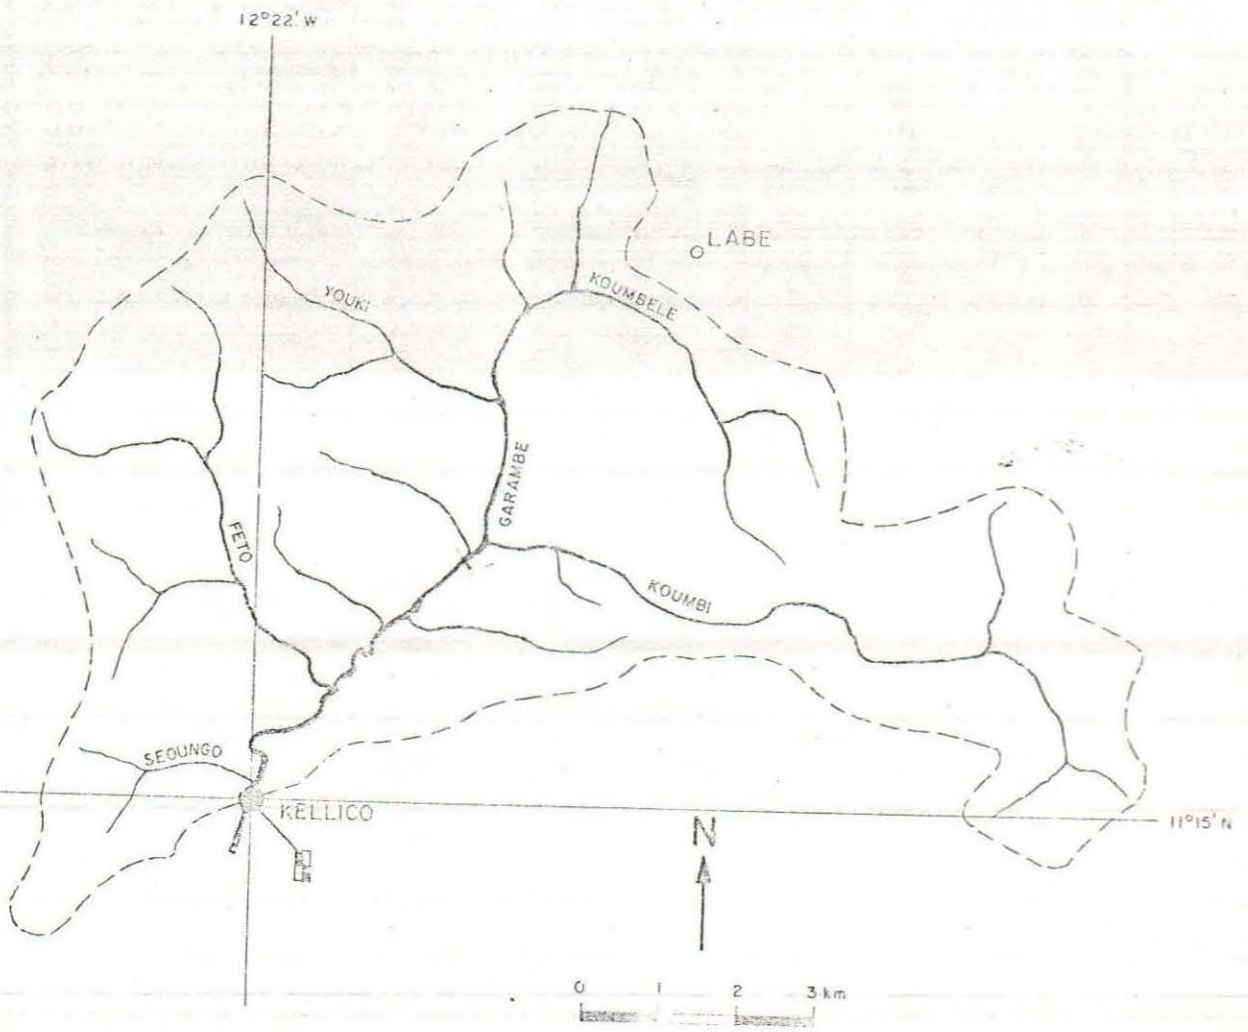 12°22' W
LABE
KOUMBELE
YOUKI
GARAMBE
FETO
KOUMBI
SEOUNGO
KELLICO
11°15' N
N
0 1 2 3 km